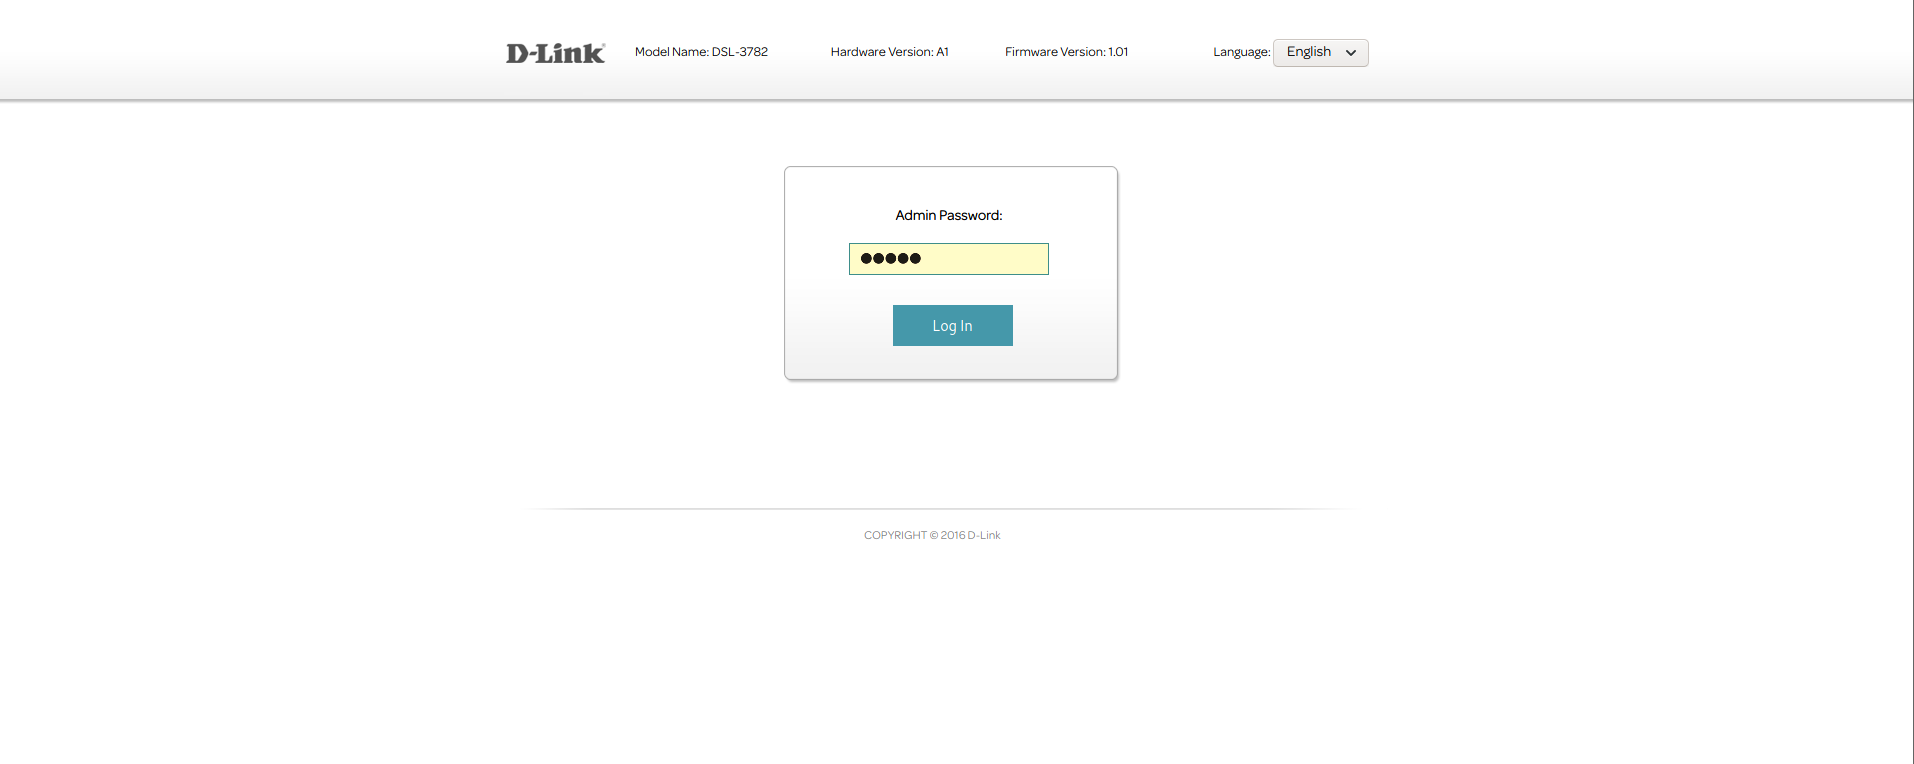 D-Link Model Name: DSL-3782 Hardware Version: A1 Firmware Version: 1.01 Language: English
Admin Password:
●●●●●
Log In
COPYRIGHT © 2016 D-Link